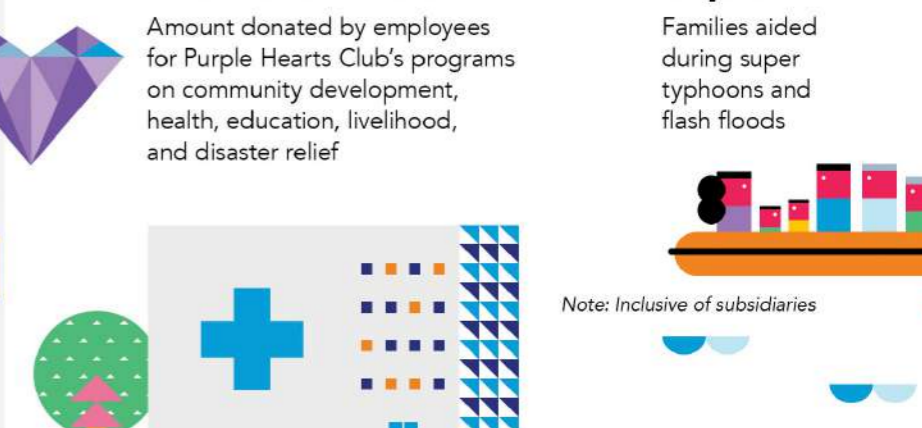 Amount donated by employees
for Purple Hearts Club's programs
on community development,
health, education, livelihood,
and disaster relief
Families aided
during super
typhoons and
flash floods
Note: Inclusive of subsidiaries